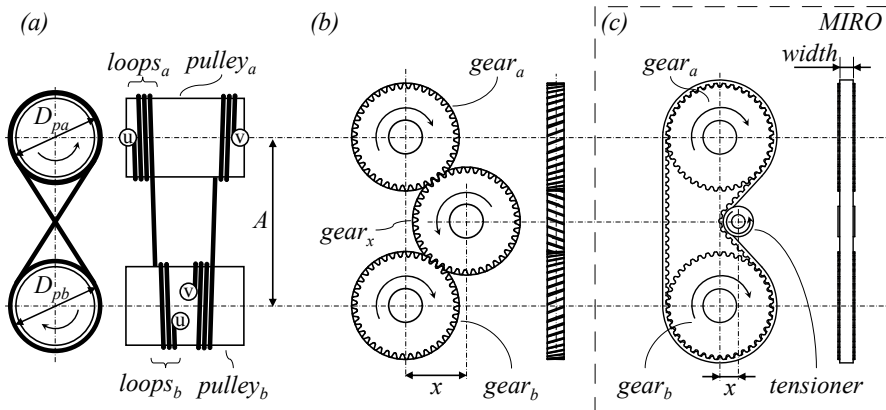 (a)
loops_a
pulley_a
D_pa
u
v
A
D_pb
v
u
loops_b
pulley_b
(b)
gear_a
gear_x
gear_b
x
(c)
MIRO
width
gear_a
gear_b
x
tensioner